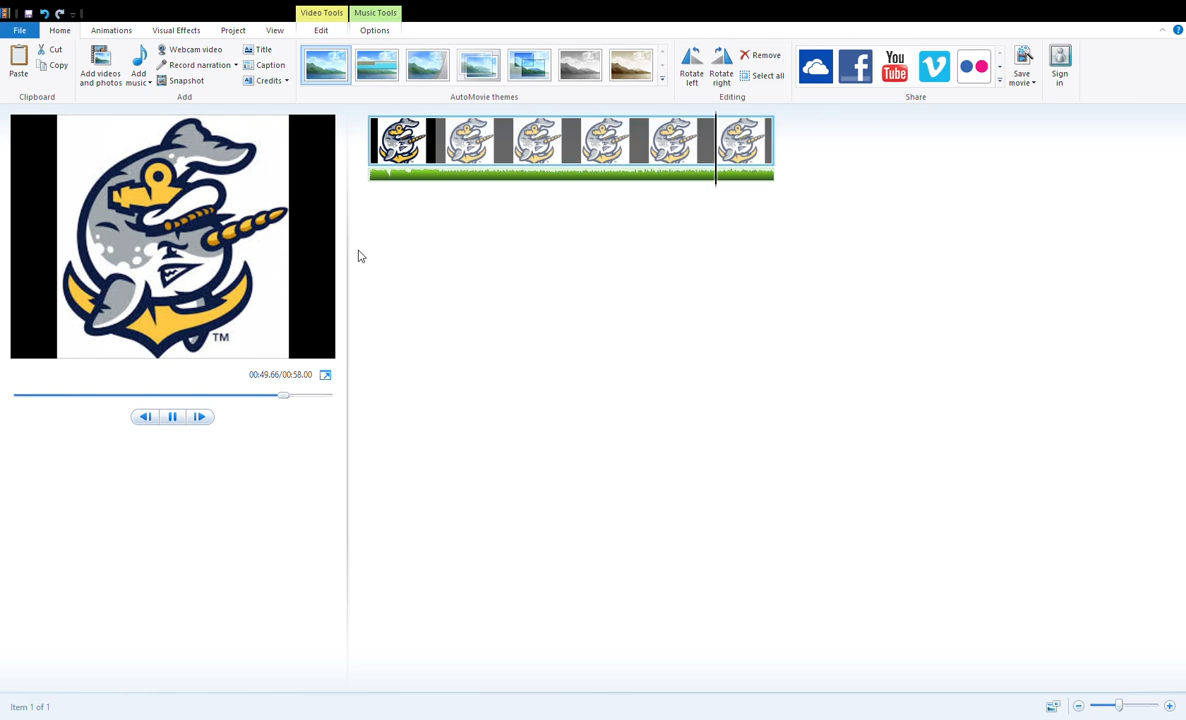 Video Tools Music Tools
File Home Animations Visual Effects Project View Edit Options
Paste
Cut
Copy
Clipboard
Add videos and photos
Add music
Webcam video
Record narration
Snapshot
Title
Caption
Credits
Add
AutoMovie themes
Rotate left
Rotate right
Remove
Select all
Editing
You Tube
Share
Save movie
Sign in
TM
00:49.66/00:58.00
Item 1 of 1